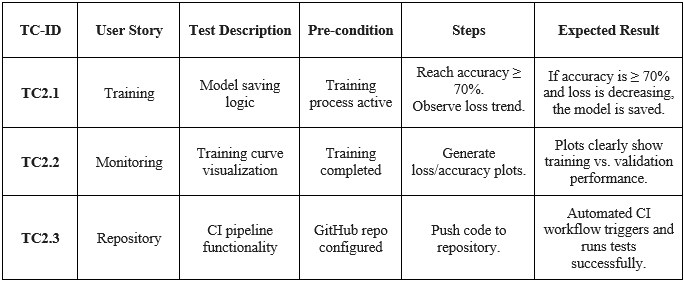 TC-ID User Story Test Description Pre-condition Steps Expected Result
TC2.1 Training Model saving logic Training process active Reach accuracy ≥ 70%. Observe loss trend. If accuracy is ≥ 70% and loss is decreasing, the model is saved.
TC2.2 Monitoring Training curve visualization Training completed Generate loss/accuracy plots. Plots clearly show training vs. validation performance.
TC2.3 Repository CI pipeline functionality GitHub repo configured Push code to repository. Automated CI workflow triggers and runs tests successfully.